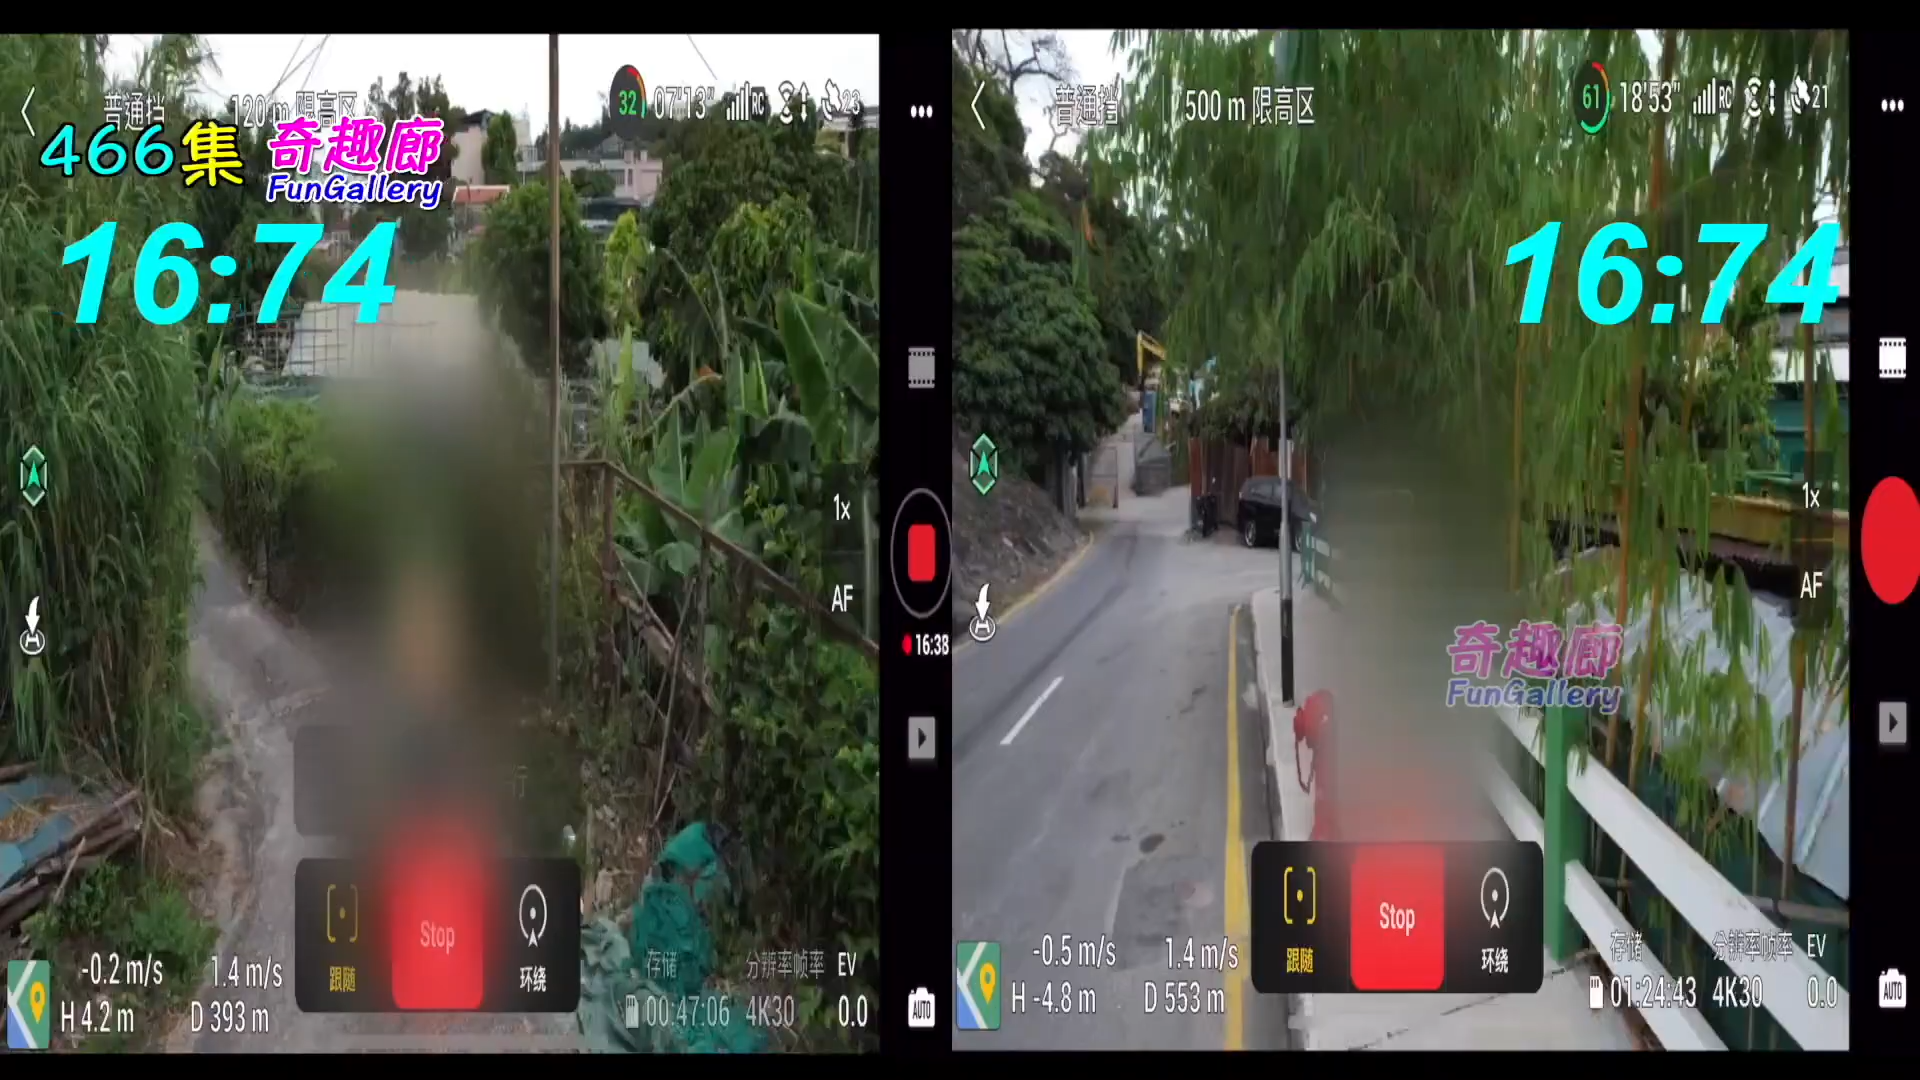 普通挡 120 m 限高区 32 07'13" RC 23
466集 奇趣廊
FunGallery
16:74
1x
AF
16:38
行
跟随 Stop 环绕
-0.2 m/s 1.4 m/s
H 4.2 m D 393 m
存储 分辨率帧率 EV
00:47:06 4K30 0.0
AUTO
普通挡 500 m 限高区 61 18'53" RC 21
16:74
1x
AF
奇趣廊
FunGallery
跟随 Stop 环绕
-0.5 m/s 1.4 m/s
H -4.8 m D 553 m
存储 分辨率帧率 EV
01:24:43 4K30 0.0
AUTO